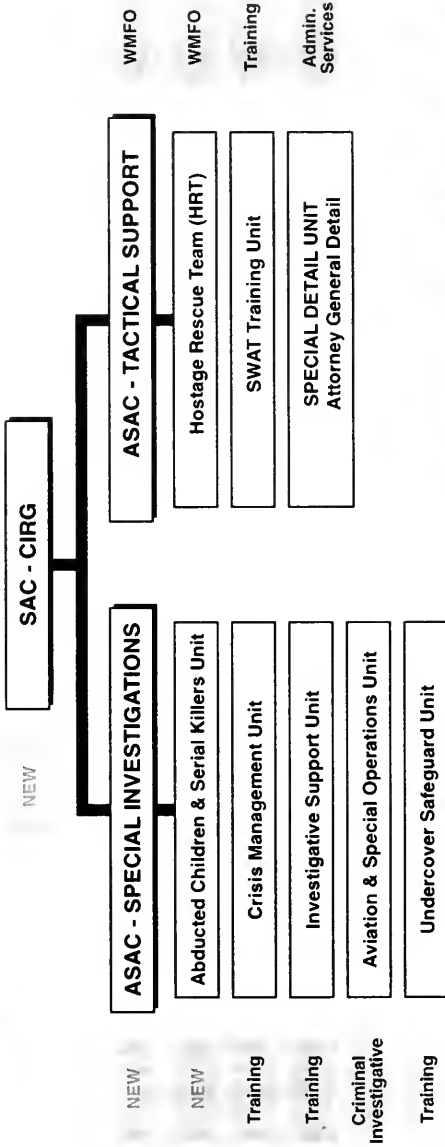 NEW
SAC - CIRG
NEW
ASAC - SPECIAL INVESTIGATIONS
NEW
Abducted Children & Serial Killers Unit
Training
Crisis Management Unit
Training
Investigative Support Unit
Criminal
Investigative
Aviation & Special Operations Unit
Training
Undercover Safeguard Unit
ASAC - TACTICAL SUPPORT
WMFO
Hostage Rescue Team (HRT)
WMFO
SWAT Training Unit
Training
SPECIAL DETAIL UNIT
Attorney General Detail
Admin.
Services